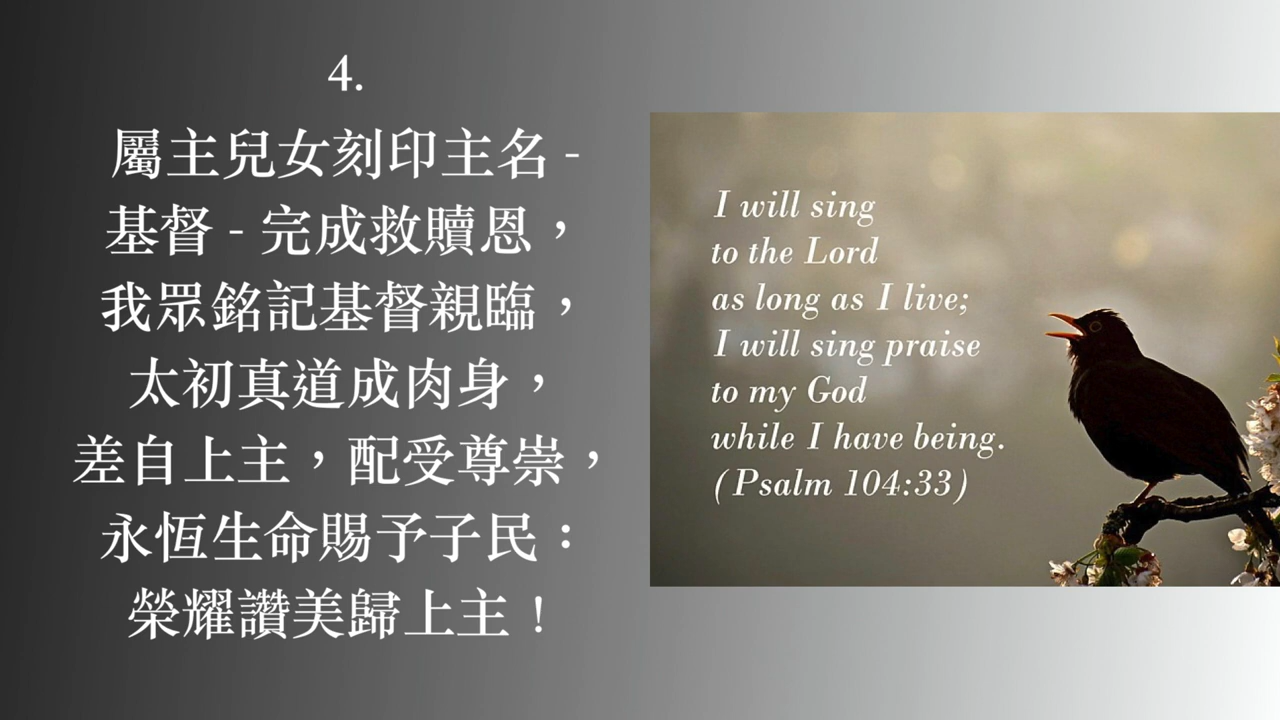 4.
屬主兒女刻印主名 -
基督 - 完成救贖恩，
我眾銘記基督親臨，
太初真道成肉身，
差自上主，配受尊崇，
永恆生命賜予子民：
榮耀讚美歸上主！
I will sing
to the Lord
as long as I live;
I will sing praise
to my God
while I have being.
(Psalm 104:33)